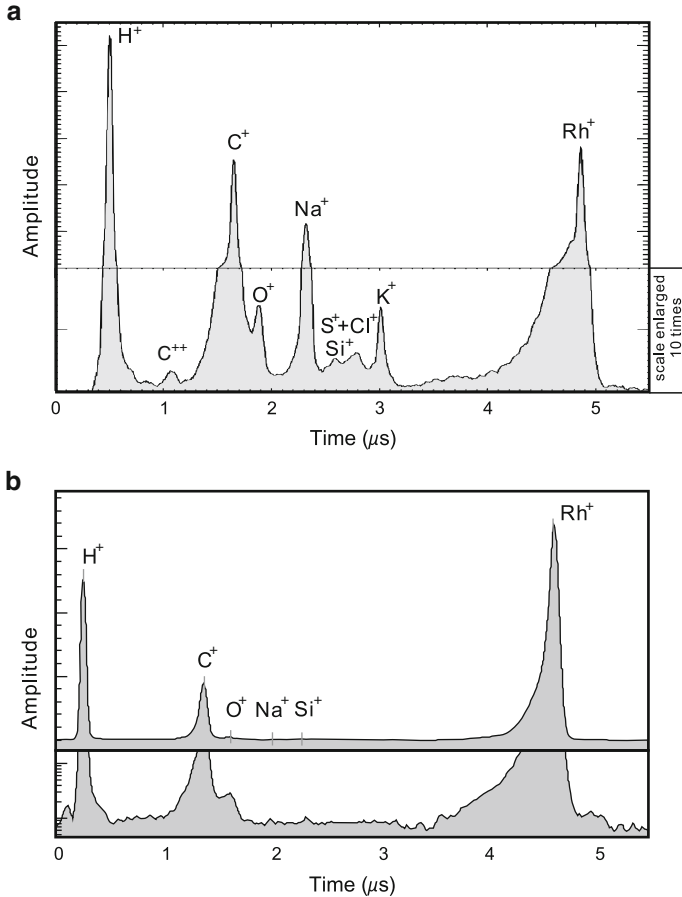 a
H+
C+
Rh+
Na+
O+
K+
S+Cl+
Si+
C++
Amplitude
scale enlarged
10 times
0 1 2 3 4 5
Time (μs)
b
Rh+
H+
C+
O+ Na+ Si+
Amplitude
0 1 2 3 4 5
Time (μs)